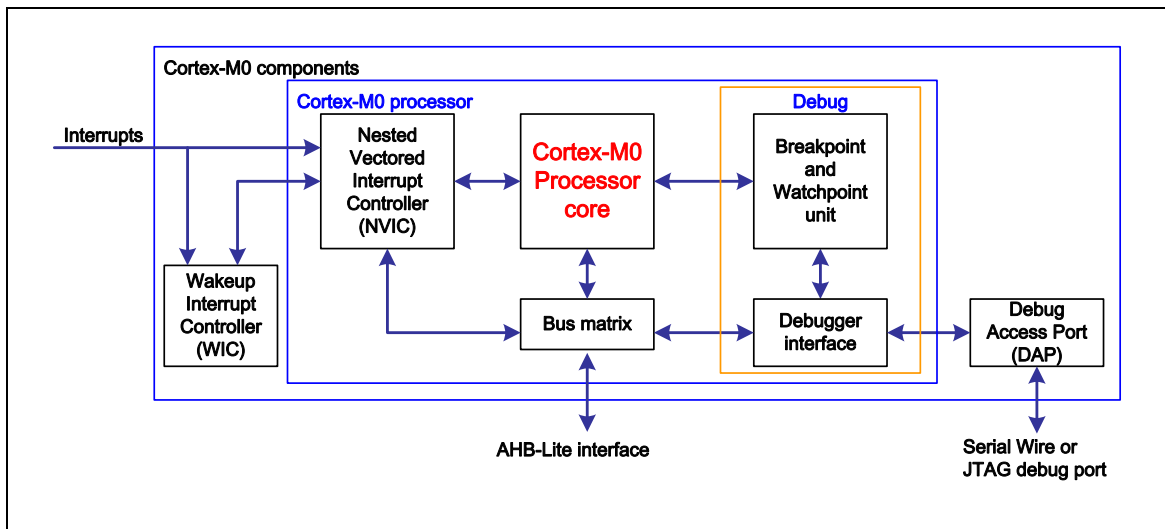 Cortex-M0 components
Cortex-M0 processor
Debug
Interrupts
Nested
Vectored
Interrupt
Controller
(NVIC)
Cortex-M0
Processor
core
Breakpoint
and
Watchpoint
unit
Wakeup
Interrupt
Controller
(WIC)
Bus matrix
Debugger
interface
Debug
Access Port
(DAP)
AHB-Lite interface
Serial Wire or
JTAG debug port